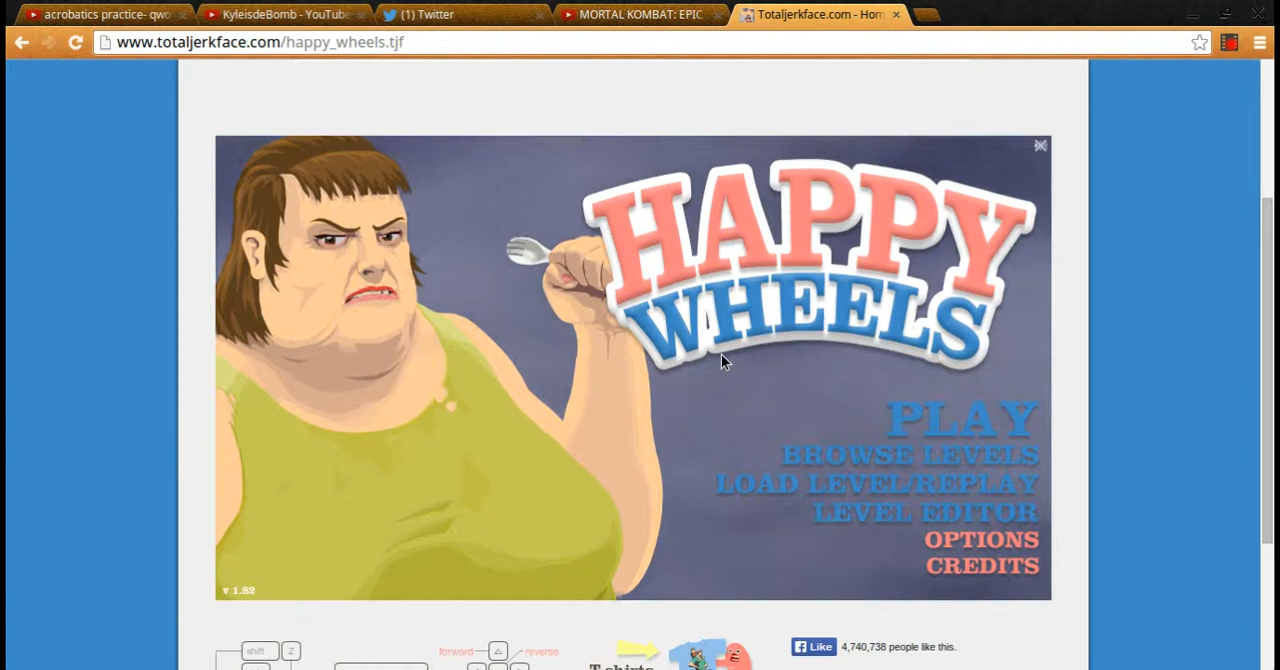 acrobatics practice- qwo
KyleisdeBomb - YouTube
(1) Twitter
MORTAL KOMBAT: EPIC
Totaljerkface.com - Hom
www.totaljerkface.com/happy_wheels.tjf
HAPPY
WHEELS
PLAY
BROWSE LEVELS
LOAD LEVEL/REPLAY
LEVEL EDITOR
OPTIONS
CREDITS
v 1.82
shift Z
forward
reverse
T-shirts
Like 4,740,738 people like this.